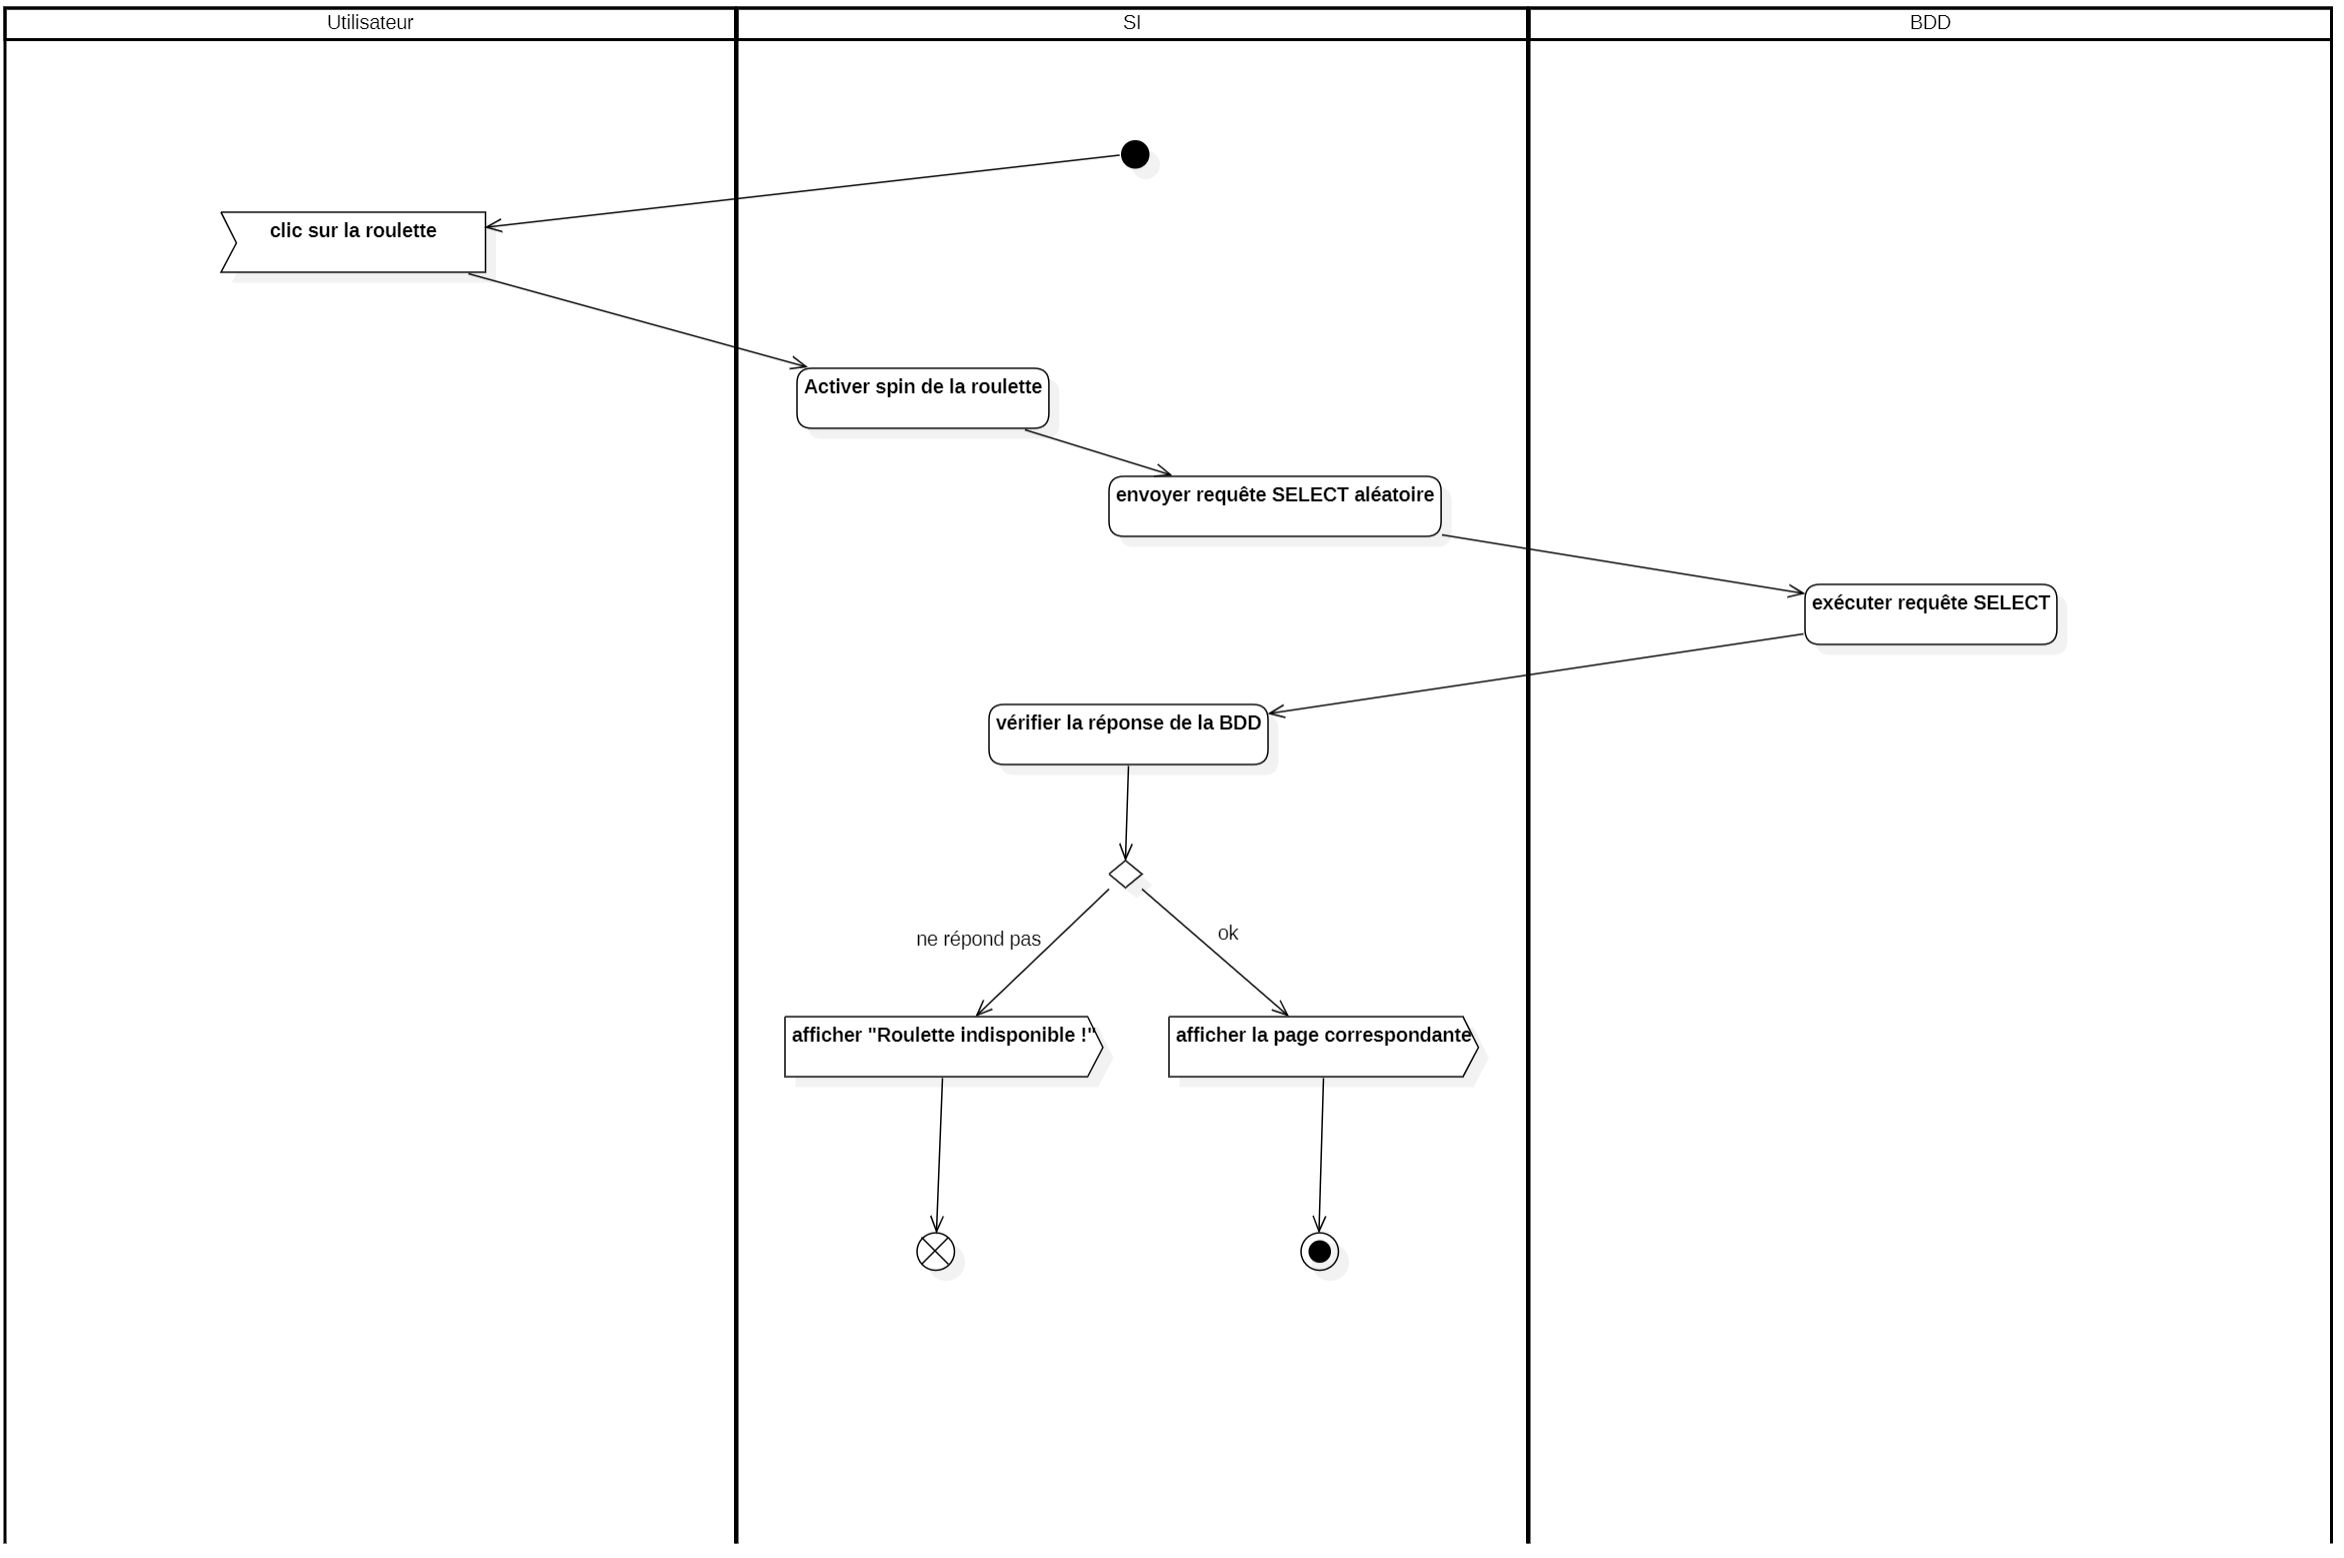 Utilisateur
SI
BDD
clic sur la roulette
Activer spin de la roulette
envoyer requête SELECT aléatoire
exécuter requête SELECT
vérifier la réponse de la BDD
ne répond pas
ok
afficher "Roulette indisponible !"
afficher la page correspondante